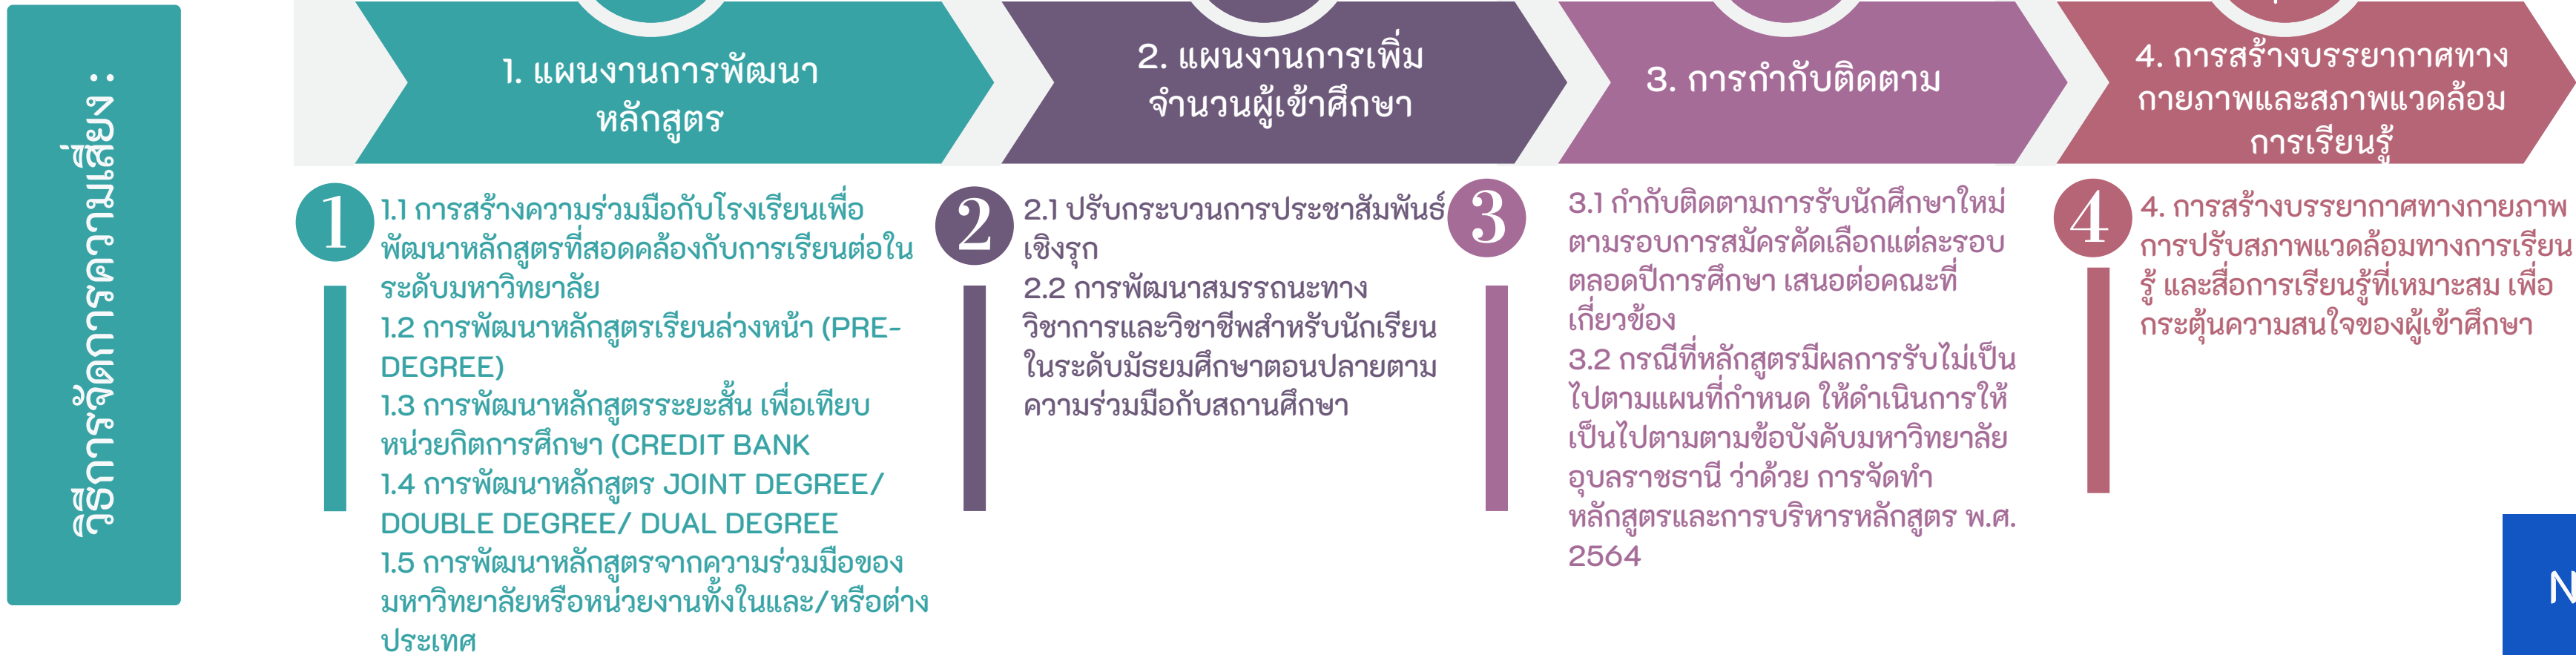 วิธีการจัดการความเสี่ยง :
1. แผนงานการพัฒนา
หลักสูตร
2. แผนงานการเพิ่ม
จำนวนผู้เข้าศึกษา
3. การกำกับติดตาม
4. การสร้างบรรยากาศทาง
กายภาพและสภาพแวดล้อม
การเรียนรู้
1
1.1 การสร้างความร่วมมือกับโรงเรียนเพื่อ
พัฒนาหลักสูตรที่สอดคล้องกับการเรียนต่อใน
ระดับมหาวิทยาลัย
1.2 การพัฒนาหลักสูตรเรียนล่วงหน้า (PRE-
DEGREE)
1.3 การพัฒนาหลักสูตรระยะสั้น เพื่อเทียบ
หน่วยกิตการศึกษา (CREDIT BANK
1.4 การพัฒนาหลักสูตร JOINT DEGREE/
DOUBLE DEGREE/ DUAL DEGREE
1.5 การพัฒนาหลักสูตรจากความร่วมมือของ
มหาวิทยาลัยหรือหน่วยงานทั้งในและ/หรือต่าง
ประเทศ
2
2.1 ปรับกระบวนการประชาสัมพันธ์
เชิงรุก
2.2 การพัฒนาสมรรถนะทาง
วิชาการและวิชาชีพสำหรับนักเรียน
ในระดับมัธยมศึกษาตอนปลายตาม
ความร่วมมือกับสถานศึกษา
3
3.1 กำกับติดตามการรับนักศึกษาใหม่
ตามรอบการสมัครคัดเลือกแต่ละรอบ
ตลอดปีการศึกษา เสนอต่อคณะที่
เกี่ยวข้อง
3.2 กรณีที่หลักสูตรมีผลการรับไม่เป็น
ไปตามแผนที่กำหนด ให้ดำเนินการให้
เป็นไปตามตามข้อบังคับมหาวิทยาลัย
อุบลราชธานี ว่าด้วย การจัดทำ
หลักสูตรและการบริหารหลักสูตร พ.ศ.
2564
4
4. การสร้างบรรยากาศทางกายภาพ
การปรับสภาพแวดล้อมทางการเรียน
รู้ และสื่อการเรียนรู้ที่เหมาะสม เพื่อ
กระตุ้นความสนใจของผู้เข้าศึกษา